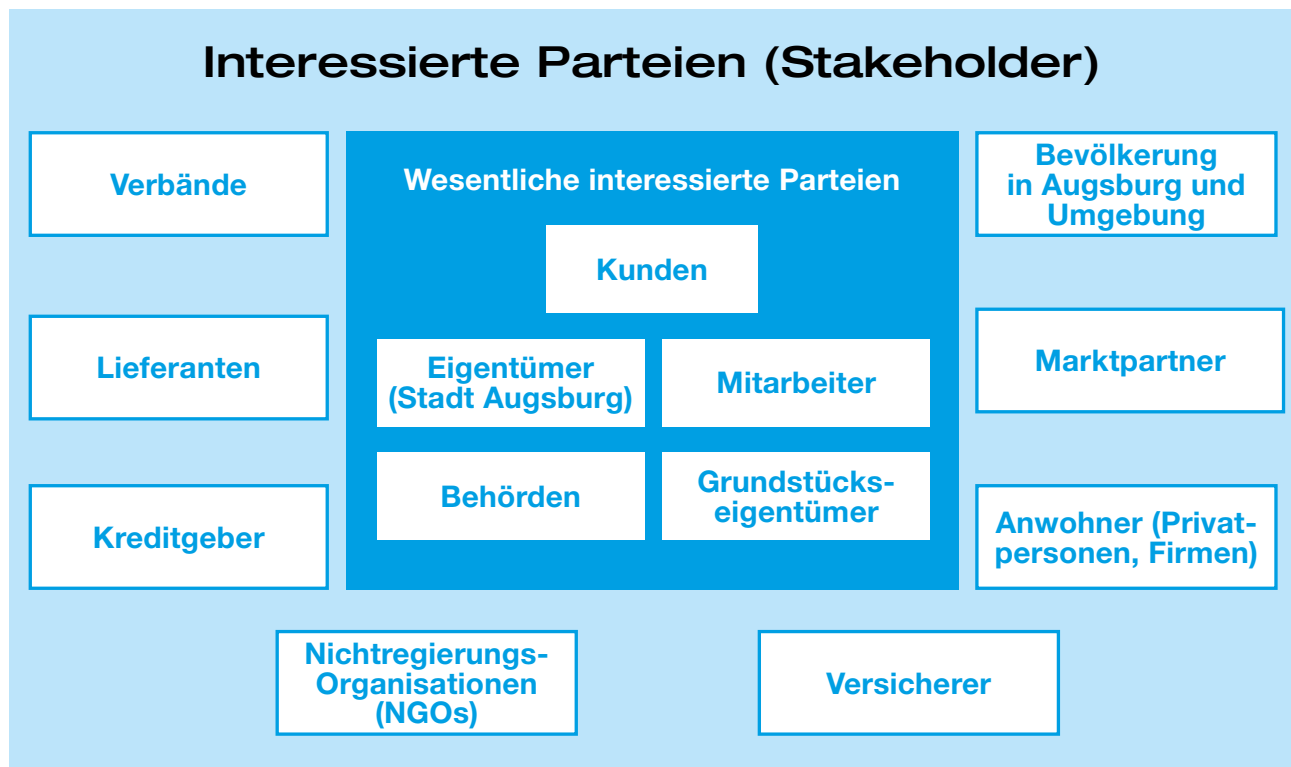 Interessierte Parteien (Stakeholder)
Verbände
Lieferanten
Kreditgeber
Wesentliche interessierte Parteien
Kunden
Eigentümer
(Stadt Augsburg)
Mitarbeiter
Behörden
Grundstücks-
eigentümer
Bevölkerung
in Augsburg und
Umgebung
Marktpartner
Anwohner (Privat-
personen, Firmen)
Nichtregierungs-
Organisationen
(NGOs)
Versicherer